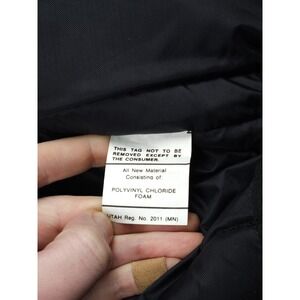 THIS TAG NOT TO BE
REMOVED EXCEPT BY
THE CONSUMER.
All New Material
Consisting of:
POLYVINYL CHLORIDE
FOAM
UTAH Reg. No. 2011 (MN)